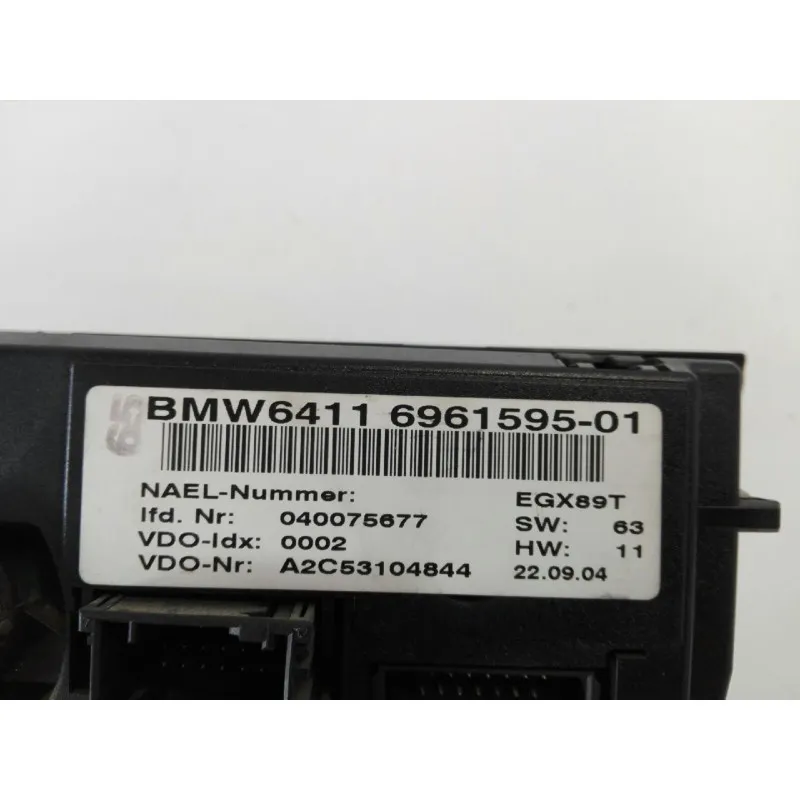 65
BMW6411 6961595-01
NAEL-Nummer: EGX89T
lfd. Nr: 040075677 SW: 63
VDO-Idx: 0002 HW: 11
VDO-Nr: A2C53104844 22.09.04